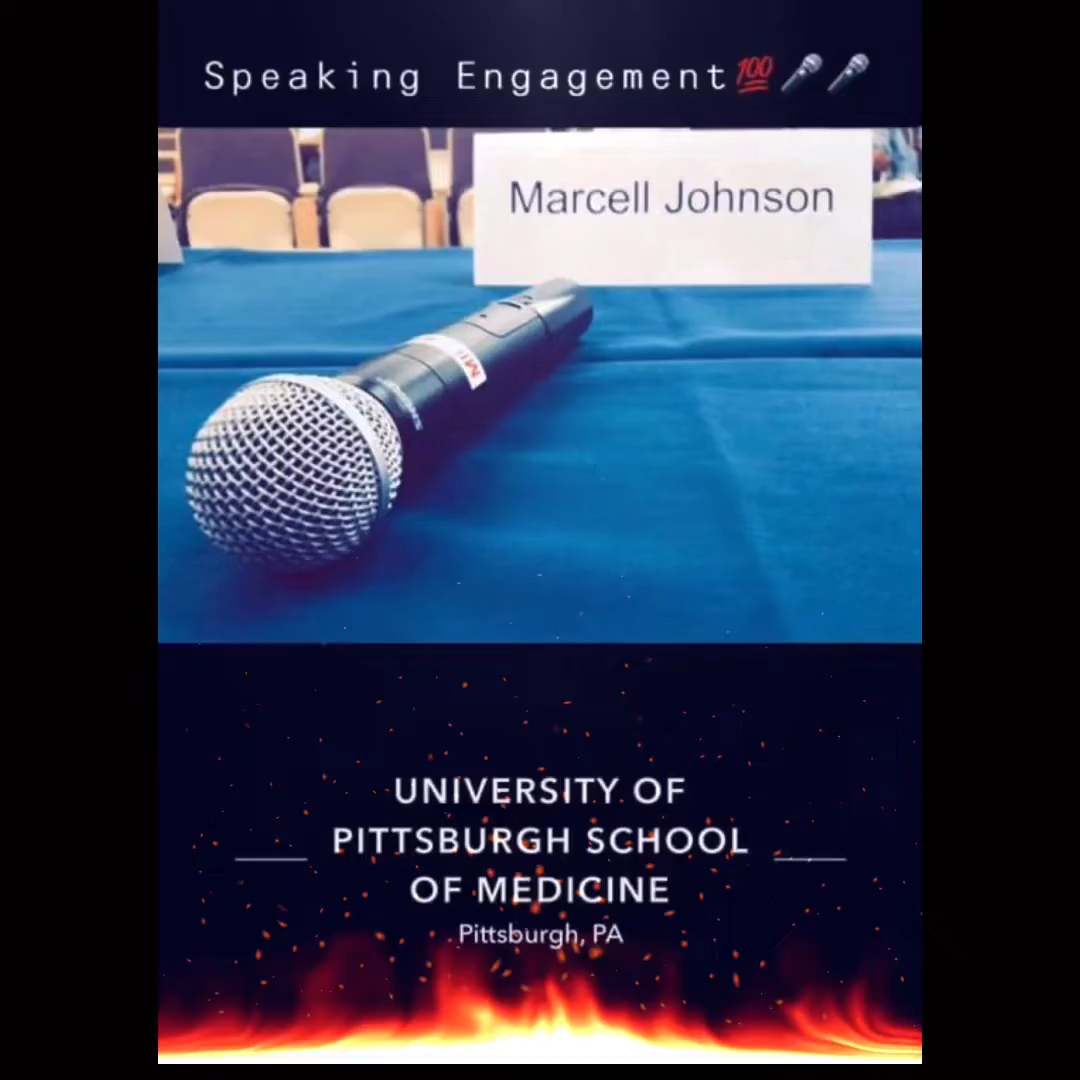 Speaking Engagement💯🎤🎤
Marcell Johnson
UNIVERSITY OF
PITTSBURGH SCHOOL
OF MEDICINE
Pittsburgh, PA